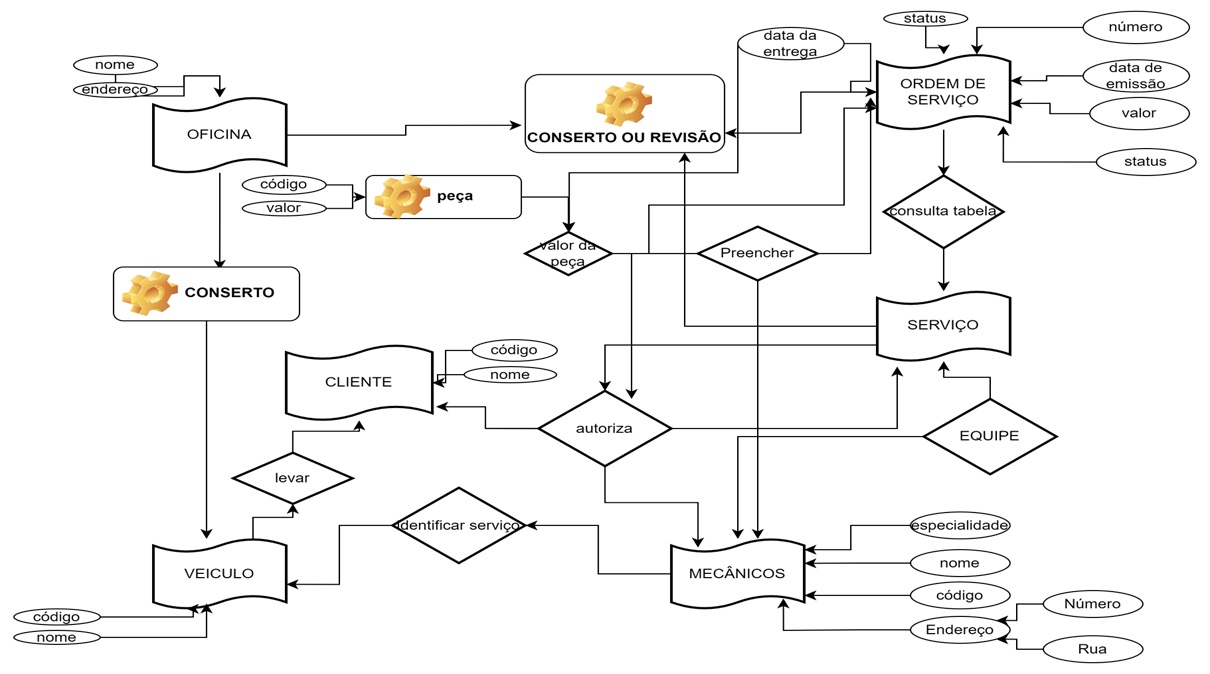 status
número
data da
entrega
nome
endereço
ORDEM DE
SERVIÇO
data de
emissão
valor
OFICINA
CONSERTO OU REVISÃO
status
código
valor
peça
consulta tabela
valor da
peça
Preencher
CONSERTO
SERVIÇO
código
nome
CLIENTE
autoriza
EQUIPE
levar
Identificar serviço
especialidade
nome
VEICULO
MECÂNICOS
código
Número
código
nome
Endereço
Rua